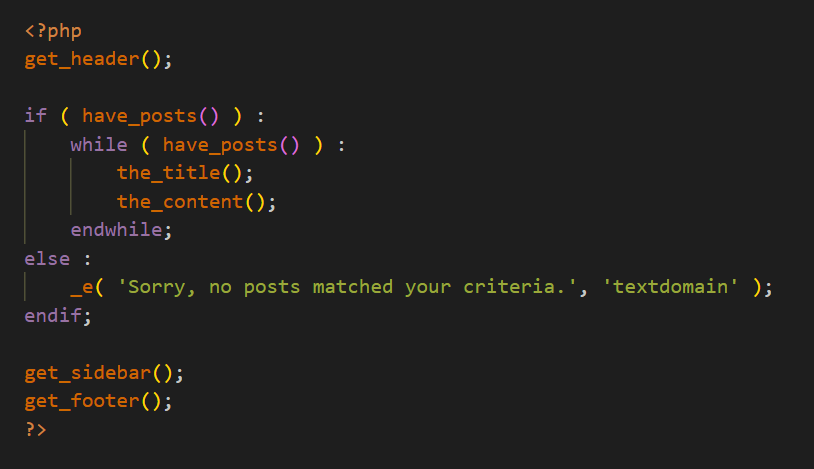 <?php
get_header();
if ( have_posts() ) :
while ( have_posts() ) :
the_title();
the_content();
endwhile;
else :
_e( 'Sorry, no posts matched your criteria.', 'textdomain' );
endif;
get_sidebar();
get_footer();
?>